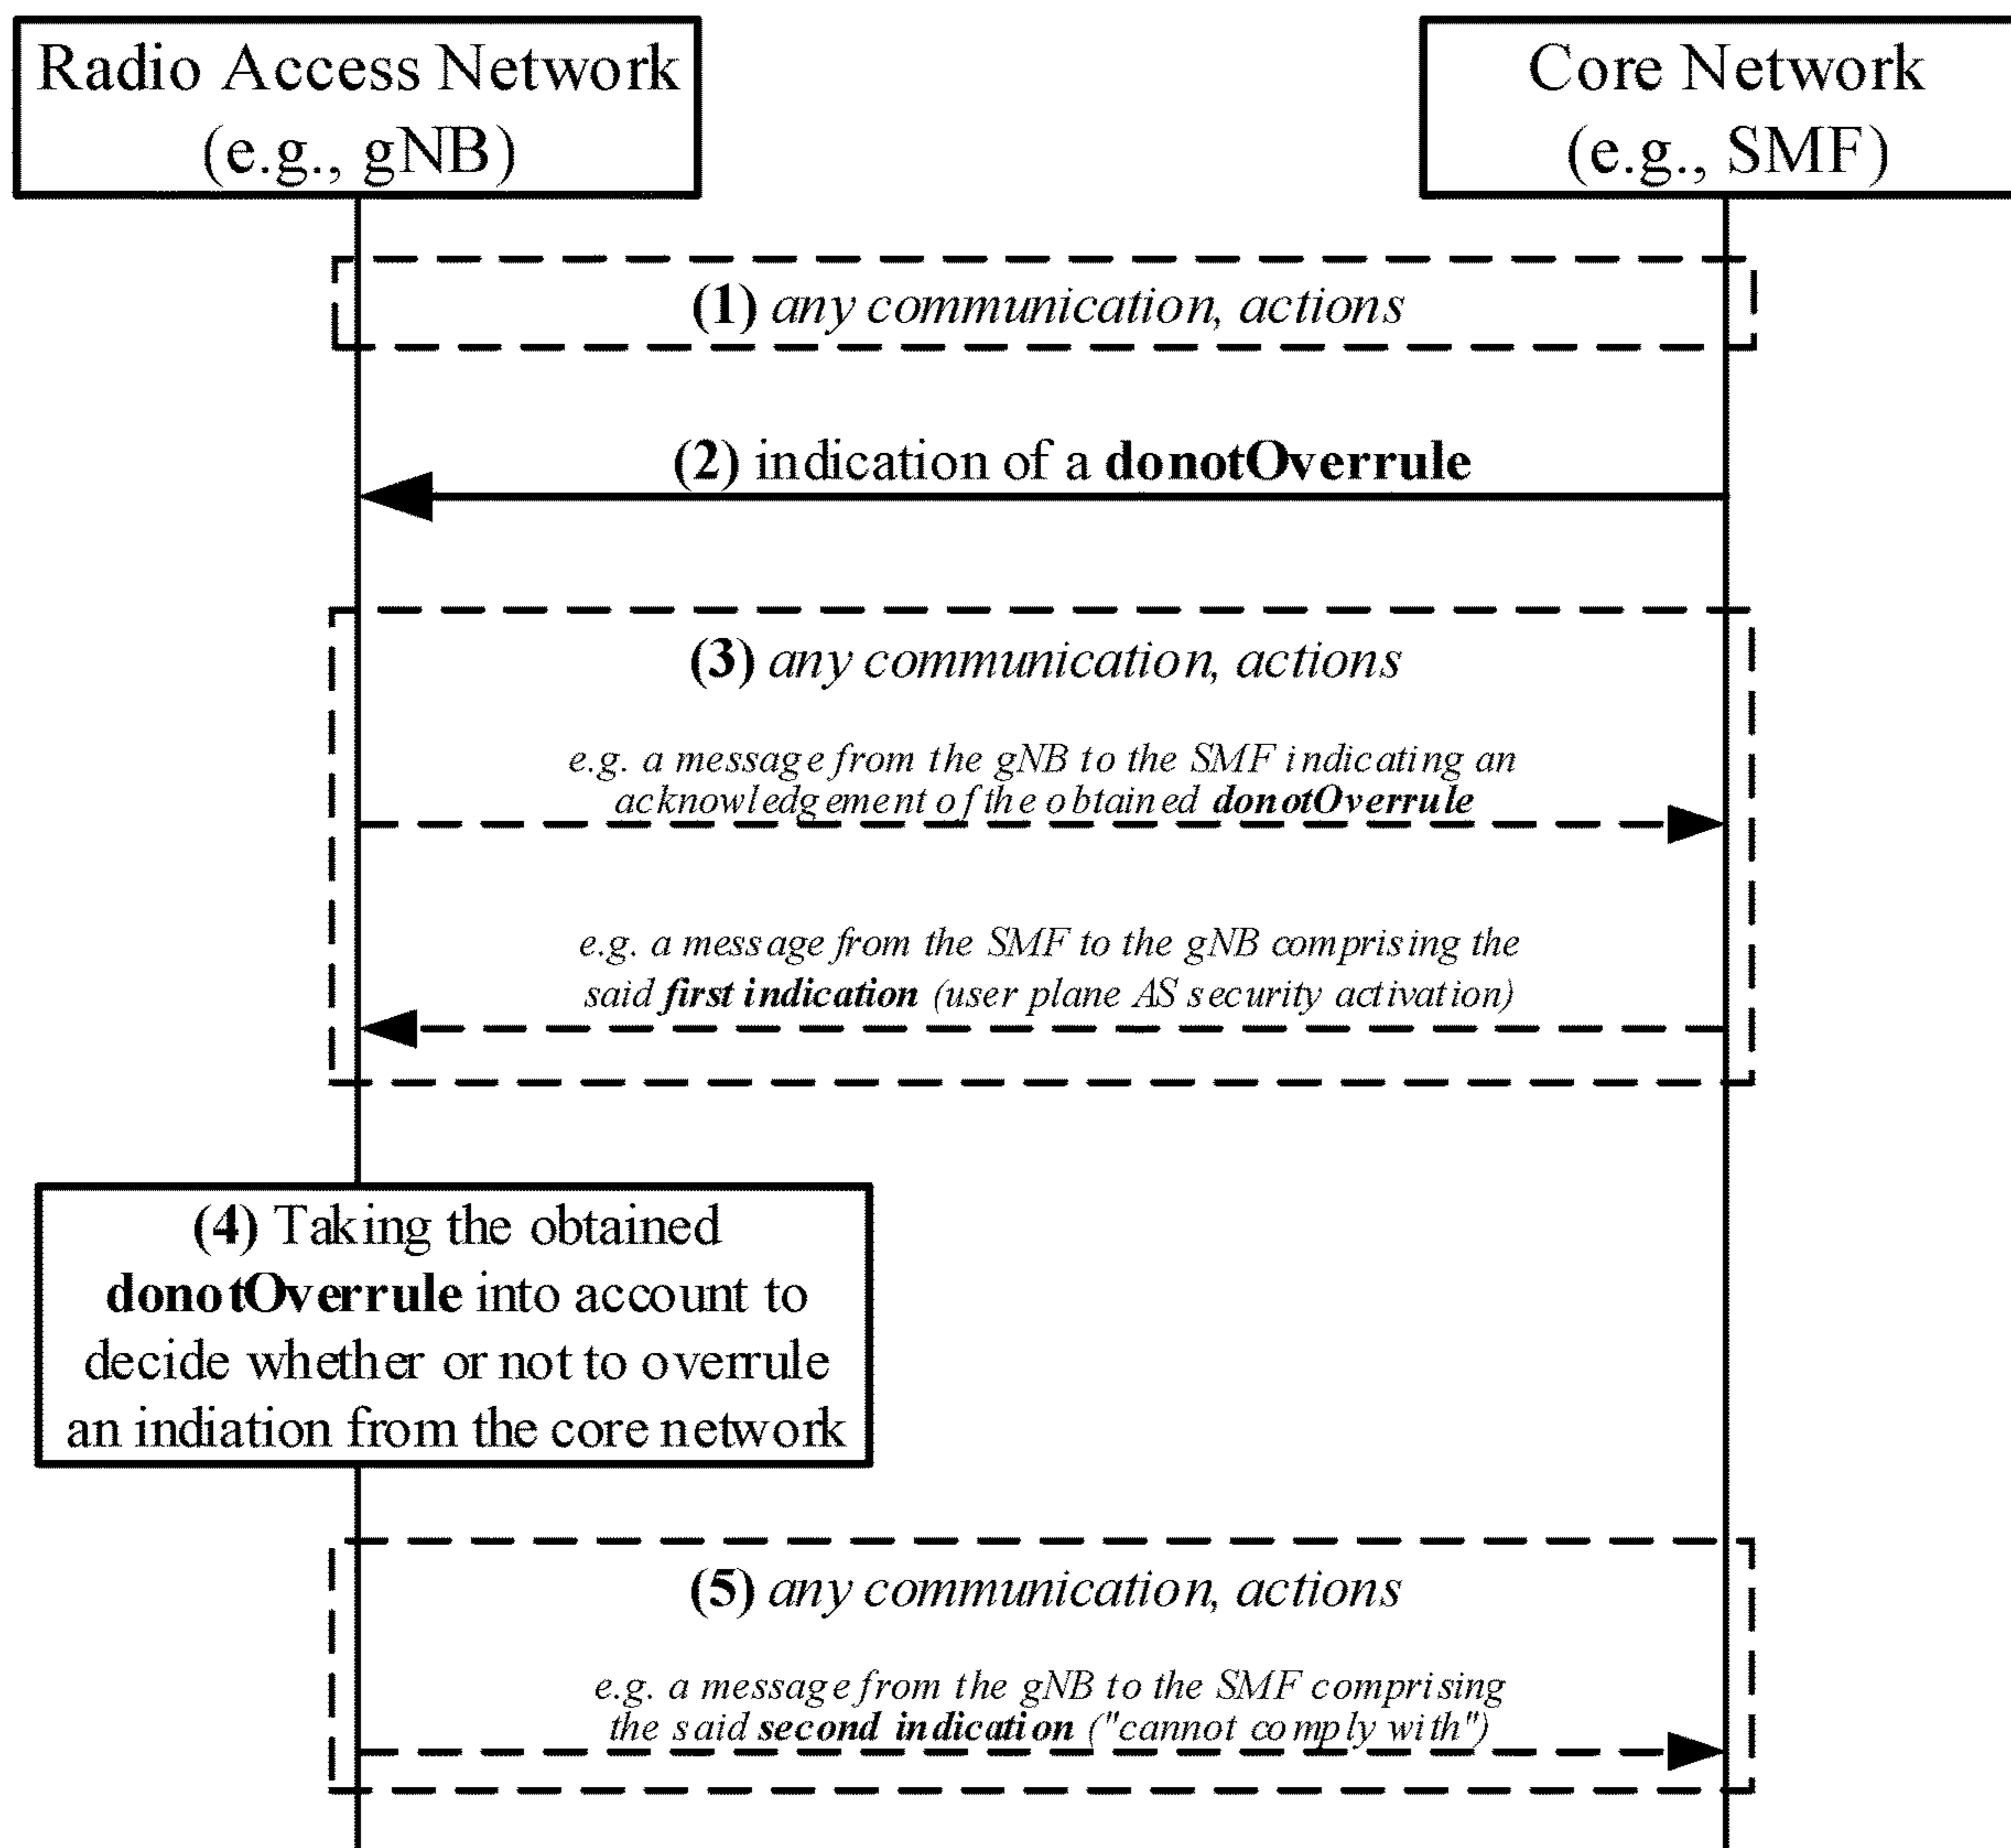 Radio Access Network
(e.g., gNB)
Core Network
(e.g., SMF)
(1) any communication, actions
(2) indication of a donotOverrule
(3) any communication, actions
e.g. a message from the gNB to the SMF indicating an
acknowledgement of the obtained donotOverrule
e.g. a message from the SMF to the gNB comprising the
said first indication (user plane AS security activation)
(4) Taking the obtained
donotOverrule into account to
decide whether or not to overrule
an indiation from the core network
(5) any communication, actions
e.g. a message from the gNB to the SMF comprising
the said second indication ("cannot comply with")